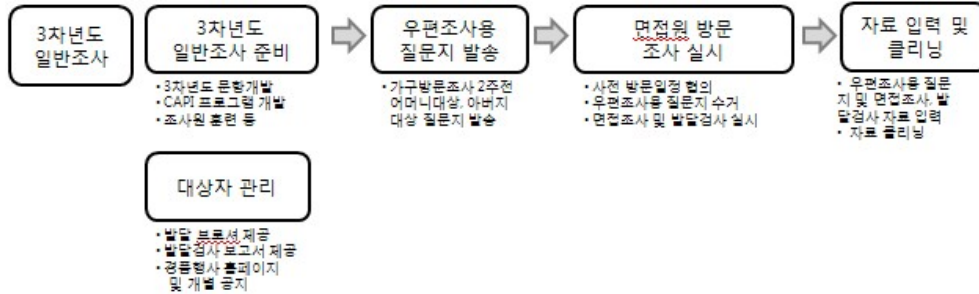 3차년도
일반조사
3차년도
일반조사 준비
• 3차년도 문항개발
• CAPI 프로그램 개발
• 조사원 훈련 등
우편조사용
질문지 발송
• 가구방문조사 2주전
어머니대상, 아버지
대상 질문지 발송
면접원 방문
조사 실시
• 사전 방문일정 협의
• 우편조사용 질문지 수거
• 면접조사 및 발달검사 실시
자료 입력 및
클리닝
• 우편조사용 질문
지 및 면접조사, 발
달검사 자료 입력
• 자료 클리닝
대상자 관리
• 발달 브로셔 제공
• 발달검사 보고서 제공
• 경품행사 홈페이지
및 개별 공지